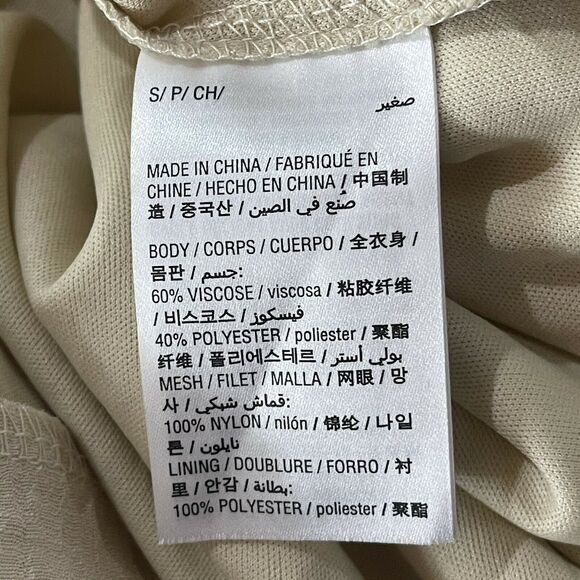 S/ P/ CH/ صغير
MADE IN CHINA / FABRIQUÉ EN
CHINE / HECHO EN CHINA / 中国制
造 / 중국산 / صُنع في الصين
BODY / CORPS / CUERPO / 全衣身 /
몸판 / جسم:
60% VISCOSE / viscosa / 粘胶纤维
/ 비스코스 / فيسكوز
40% POLYESTER / poliester / 聚酯
纤维 / 폴리에스테르 / بولي أستر
MESH / FILET / MALLA / 网眼 / 망
사 / قماش شبكي:
100% NYLON / nilón / 锦纶 / 나일
론 / نايلون
LINING / DOUBLURE / FORRO / 衬
里 / 안감 / بطانة:
100% POLYESTER / poliester / 聚酯